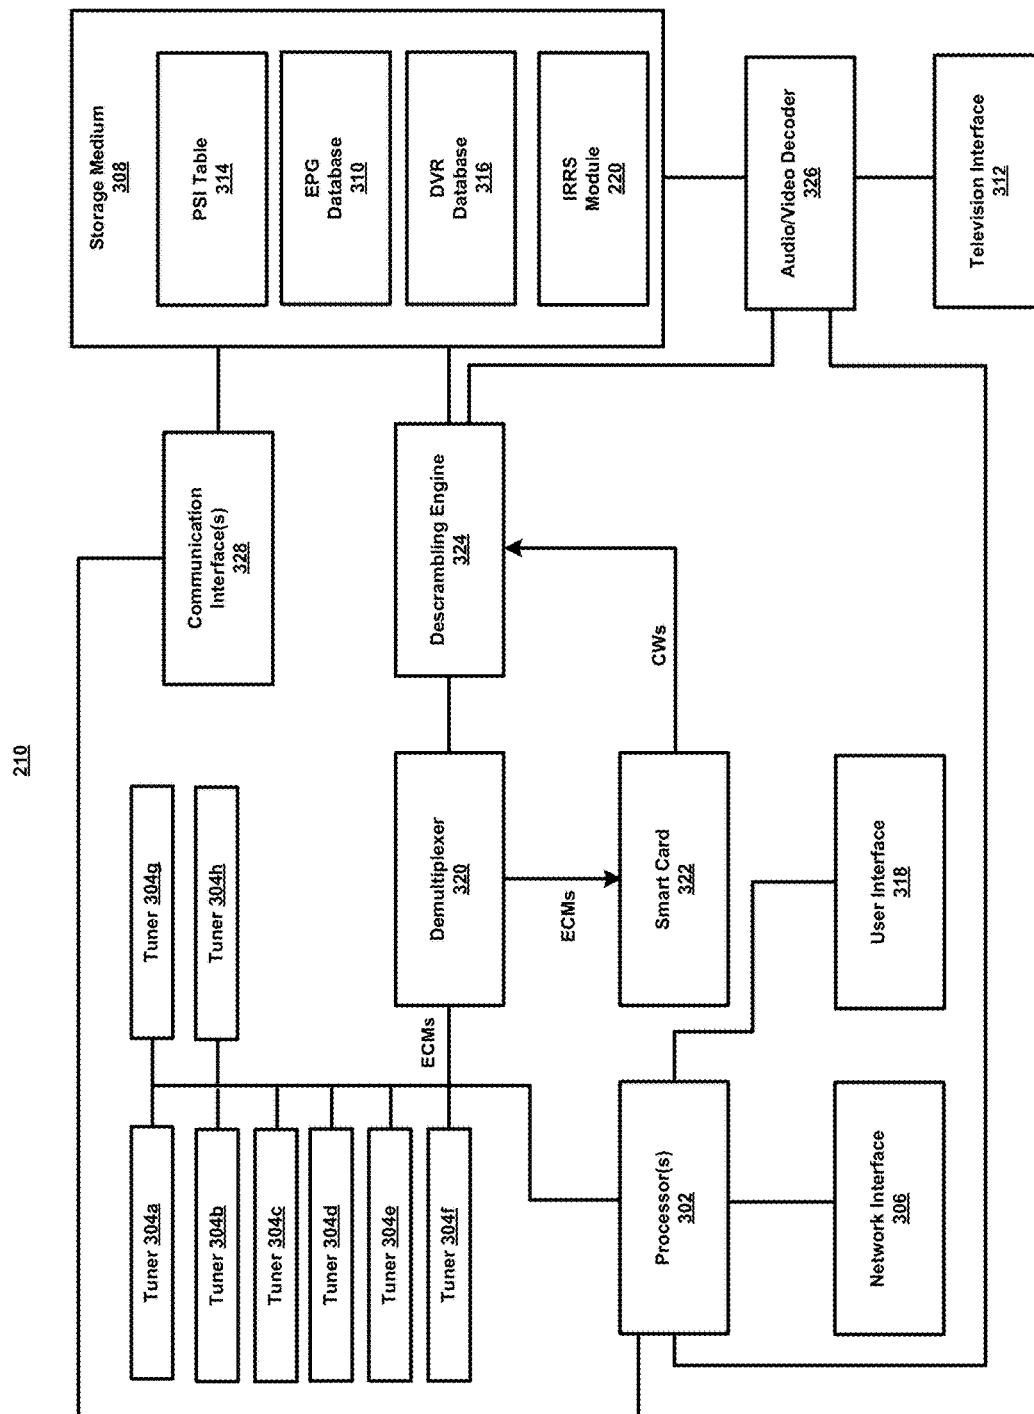 210
Tuner 304a
Tuner 304b
Tuner 304c
Tuner 304d
Tuner 304e
Tuner 304f
Tuner 304g
Tuner 304h
ECMs
Processor(s)
302
Network Interface
306
User Interface
318
Demultiplexer
320
ECMs
Smart Card
322
CWs
Descrambling Engine
324
Communication
Interface(s)
328
Storage Medium
308
PSI Table
314
EPG
Database
310
DVR
Database
316
IRRS
Module
220
Audio/Video Decoder
326
Television Interface
312